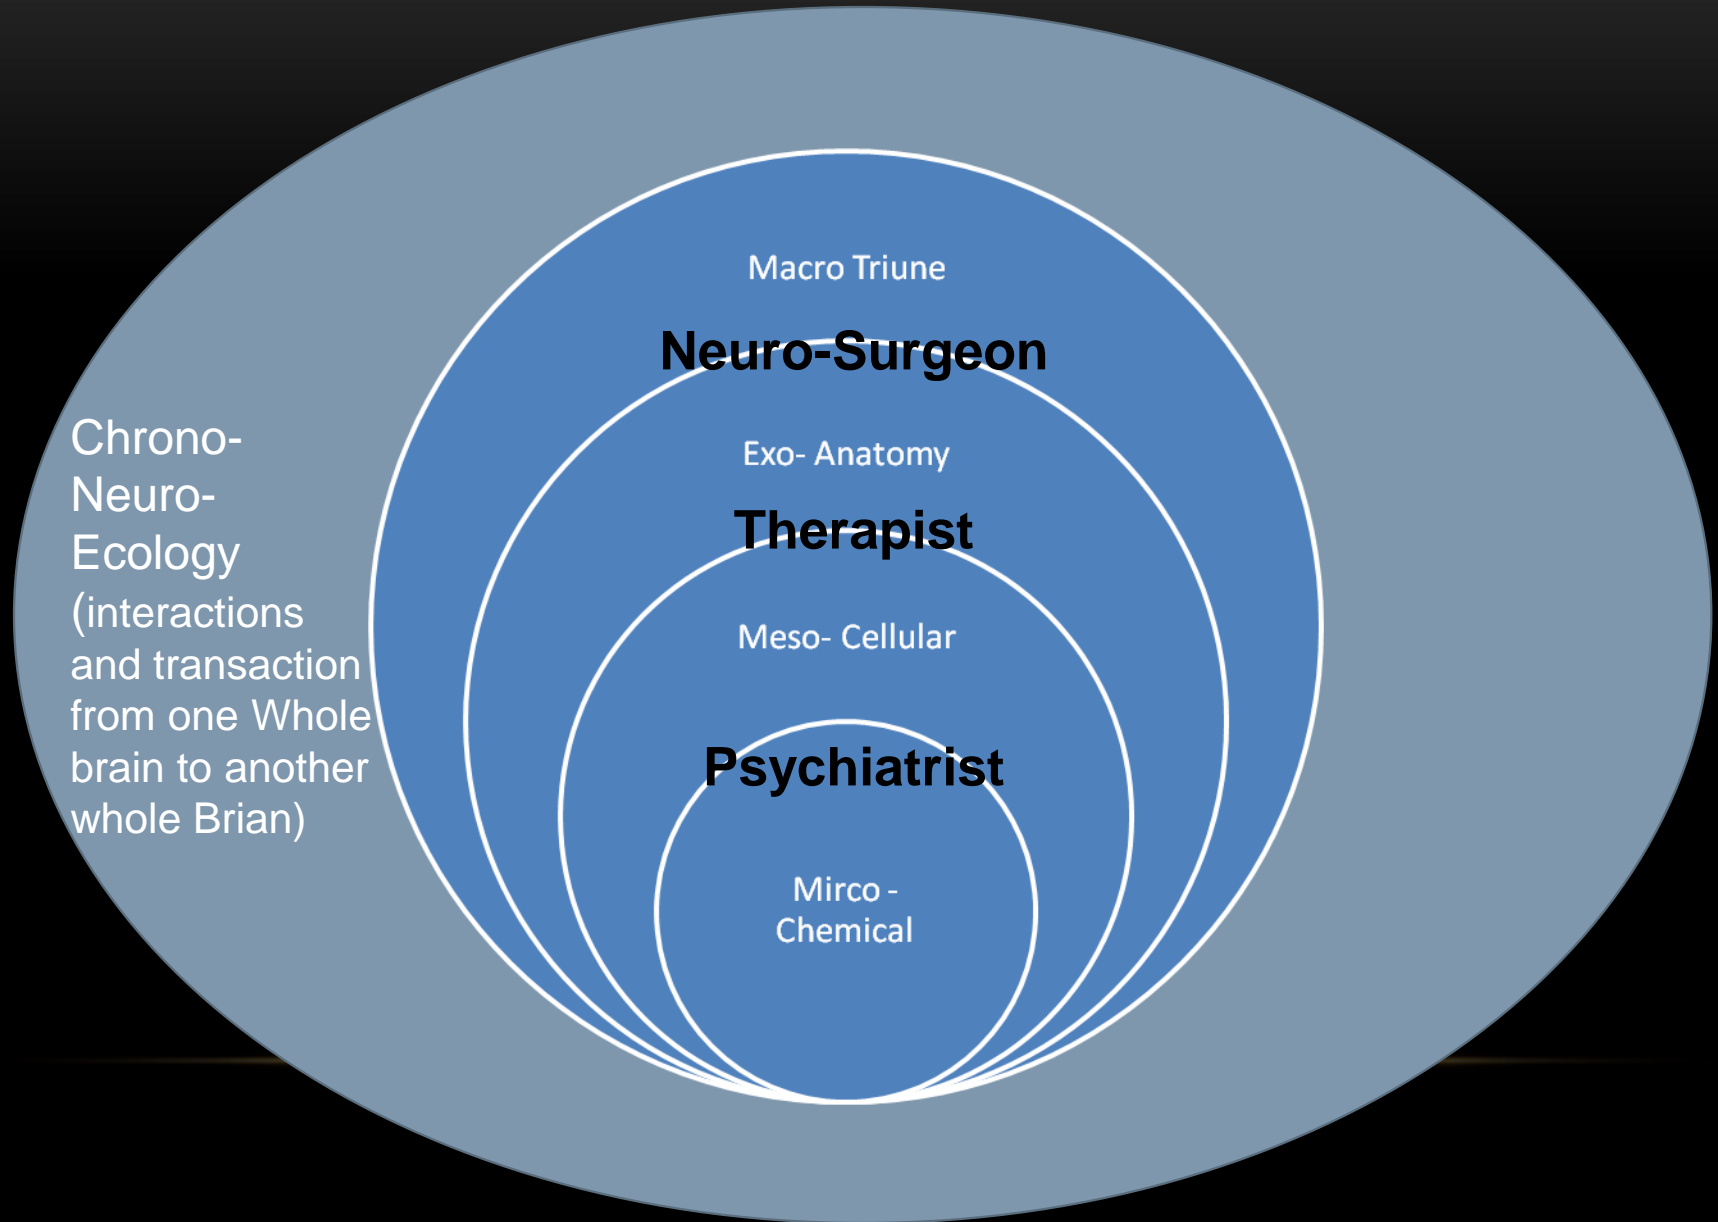 Macro Triune
Neuro-Surgeon
Exo- Anatomy
Therapist
Meso- Cellular
Psychiatrist
Mirco -
Chemical
Chrono-
Neuro-
Ecology
(interactions
and transaction
from one Whole
brain to another
whole Brian)